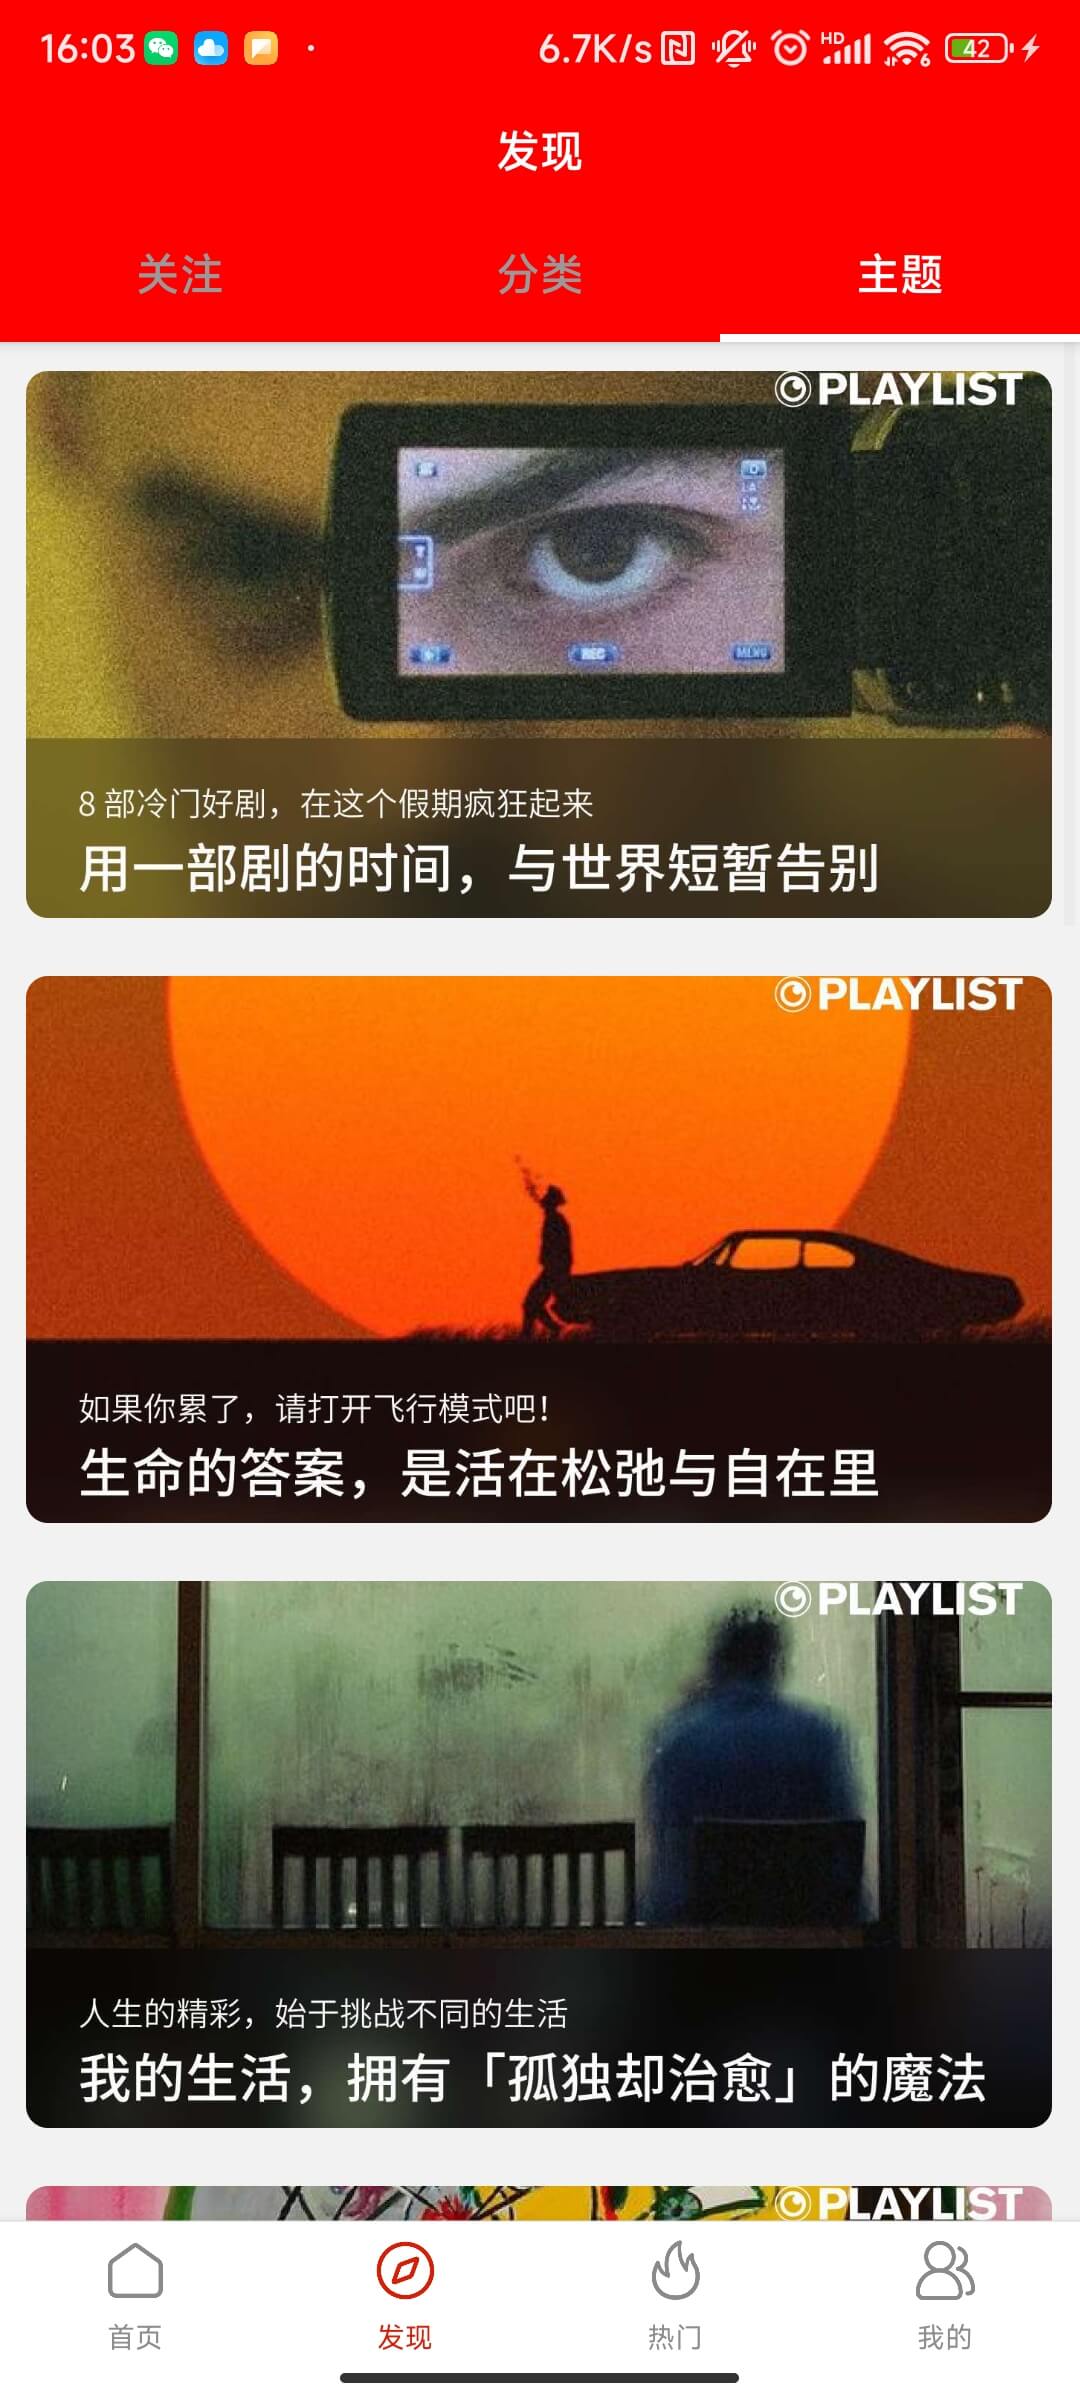 16:03 6.7K/s HD 6 42
发现
关注 分类 主题
PLAYLIST
REC MENU
8 部冷门好剧，在这个假期疯狂起来
用一部剧的时间，与世界短暂告别
PLAYLIST
如果你累了，请打开飞行模式吧！
生命的答案，是活在松弛与自在里
PLAYLIST
人生的精彩，始于挑战不同的生活
我的生活，拥有「孤独却治愈」的魔法
PLAYLIST
首页 发现 热门 我的